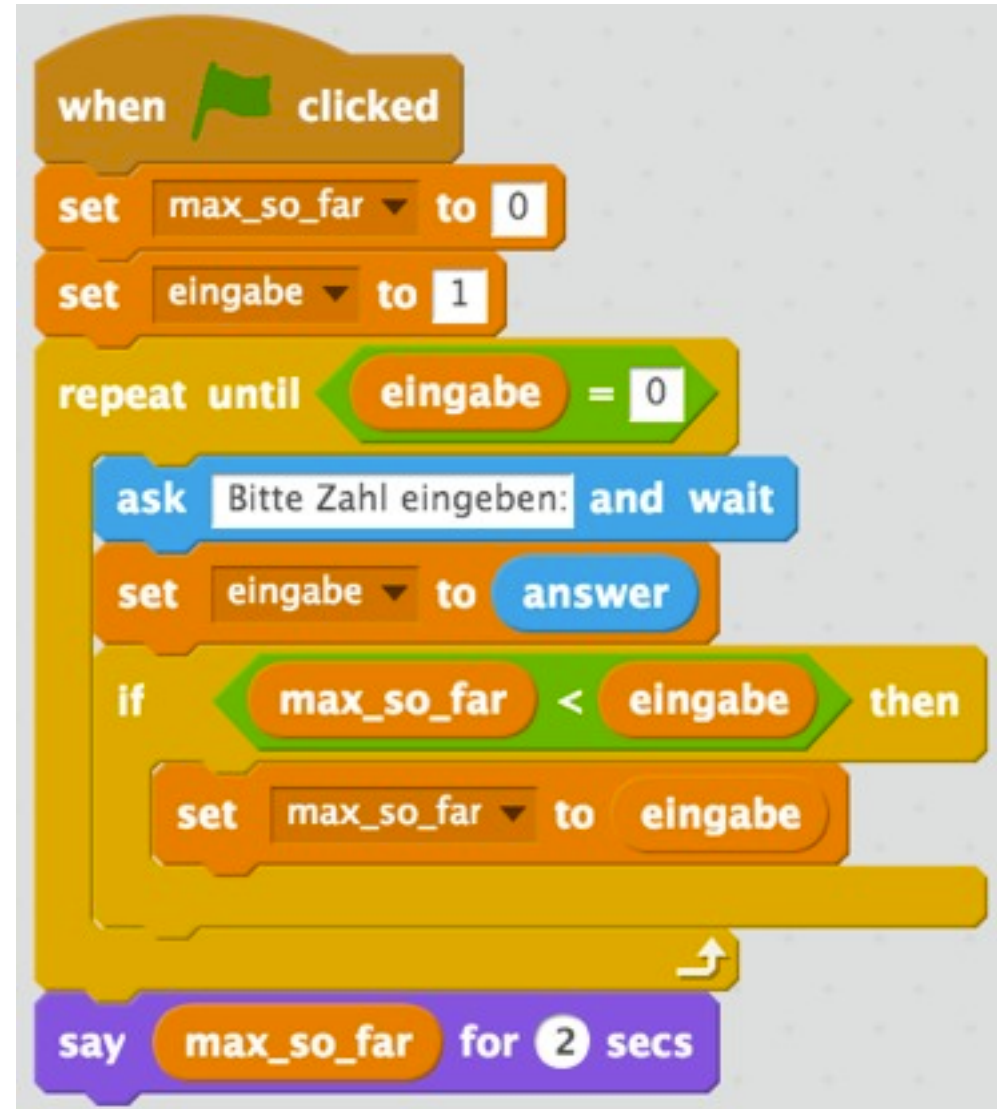 when clicked
set max_so_far to 0
set eingabe to 1
repeat until eingabe = 0
ask Bitte Zahl eingeben: and wait
set eingabe to answer
if max_so_far < eingabe then
set max_so_far to eingabe
say max_so_far for 2 secs